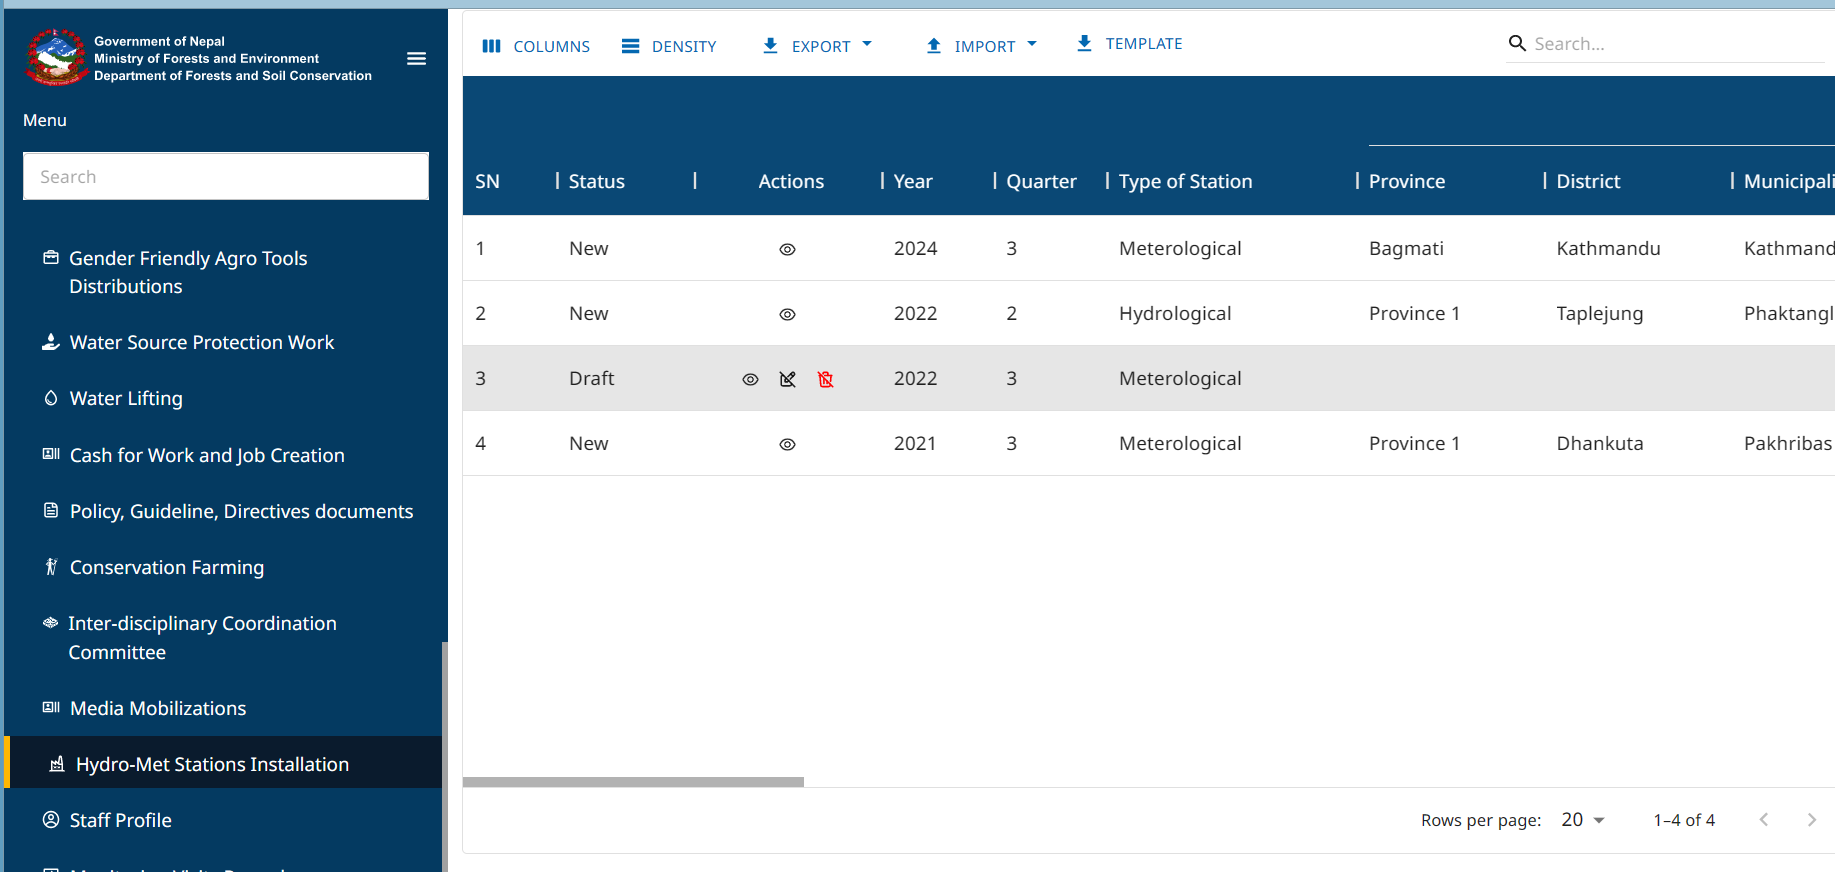 Government of Nepal
Ministry of Forests and Environment
Department of Forests and Soil Conservation
Menu
Search
Gender Friendly Agro Tools
Distributions
Water Source Protection Work
Water Lifting
Cash for Work and Job Creation
Policy, Guideline, Directives documents
Conservation Farming
Inter-disciplinary Coordination
Committee
Media Mobilizations
Hydro-Met Stations Installation
Staff Profile
COLUMNS DENSITY EXPORT IMPORT TEMPLATE Search...
SN Status Actions Year Quarter Type of Station Province District Municipali
1 New 2024 3 Meterological Bagmati Kathmandu Kathmand
2 New 2022 2 Hydrological Province 1 Taplejung Phaktangl
3 Draft 2022 3 Meterological
4 New 2021 3 Meterological Province 1 Dhankuta Pakhribas
Rows per page: 20 1–4 of 4